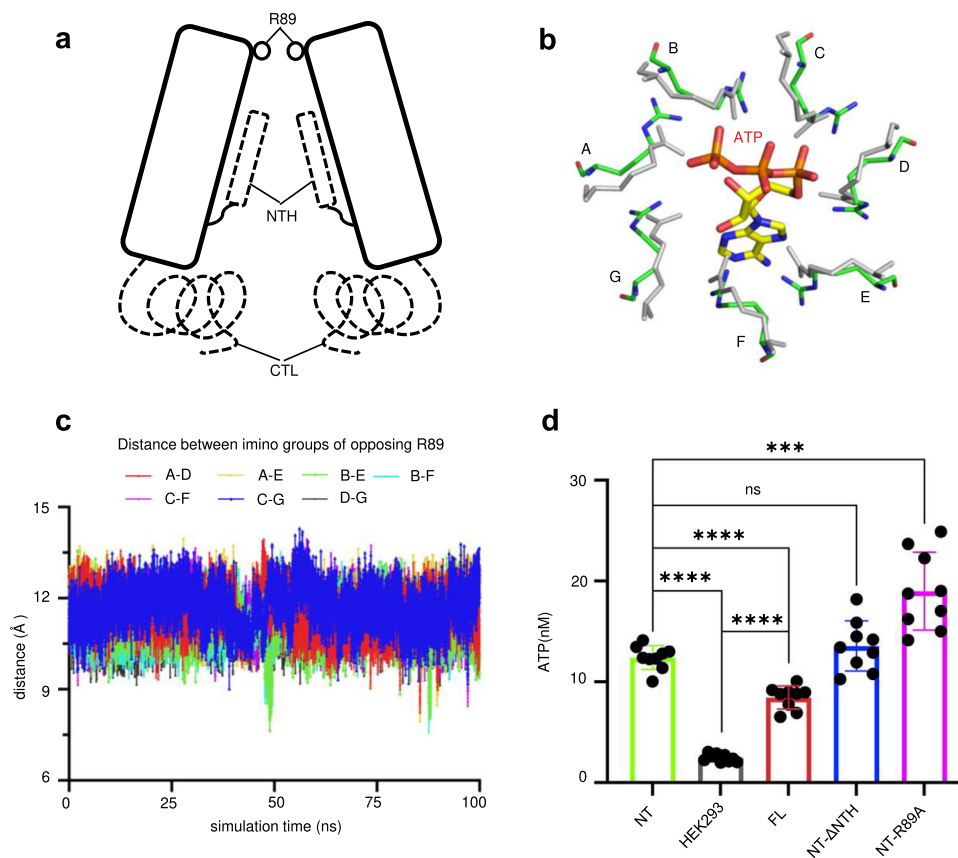 a
R89
NTH
CTL
b
B
C
A
ATP
D
G
E
F
c
Distance between imino groups of opposing R89
A-D A-E B-E B-F
C-F C-G D-G
distance (Å)
15
12
9
6
0 25 50 75 100
simulation time (ns)
d
***
ns
****
****
****
ATP(nM)
30
20
10
0
NT
HEK293
FL
NT-ΔNTH
NT-R89A